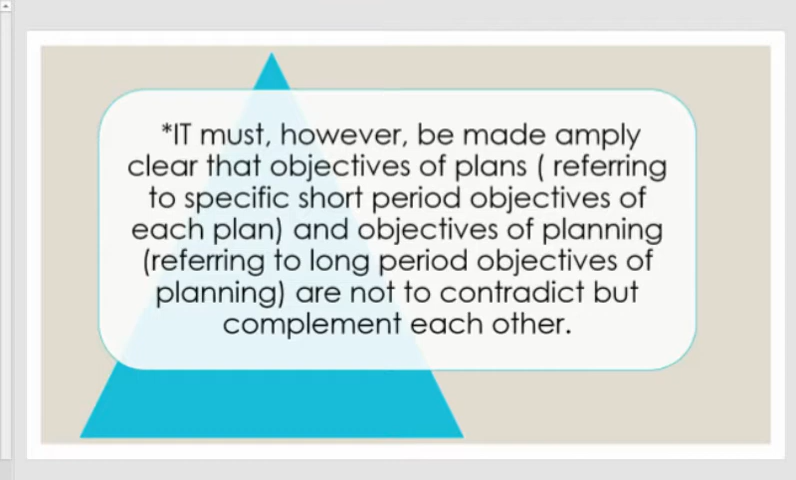 *IT must, however, be made amply
clear that objectives of plans ( referring
to specific short period objectives of
each plan) and objectives of planning
(referring to long period objectives of
planning) are not to contradict but
complement each other.